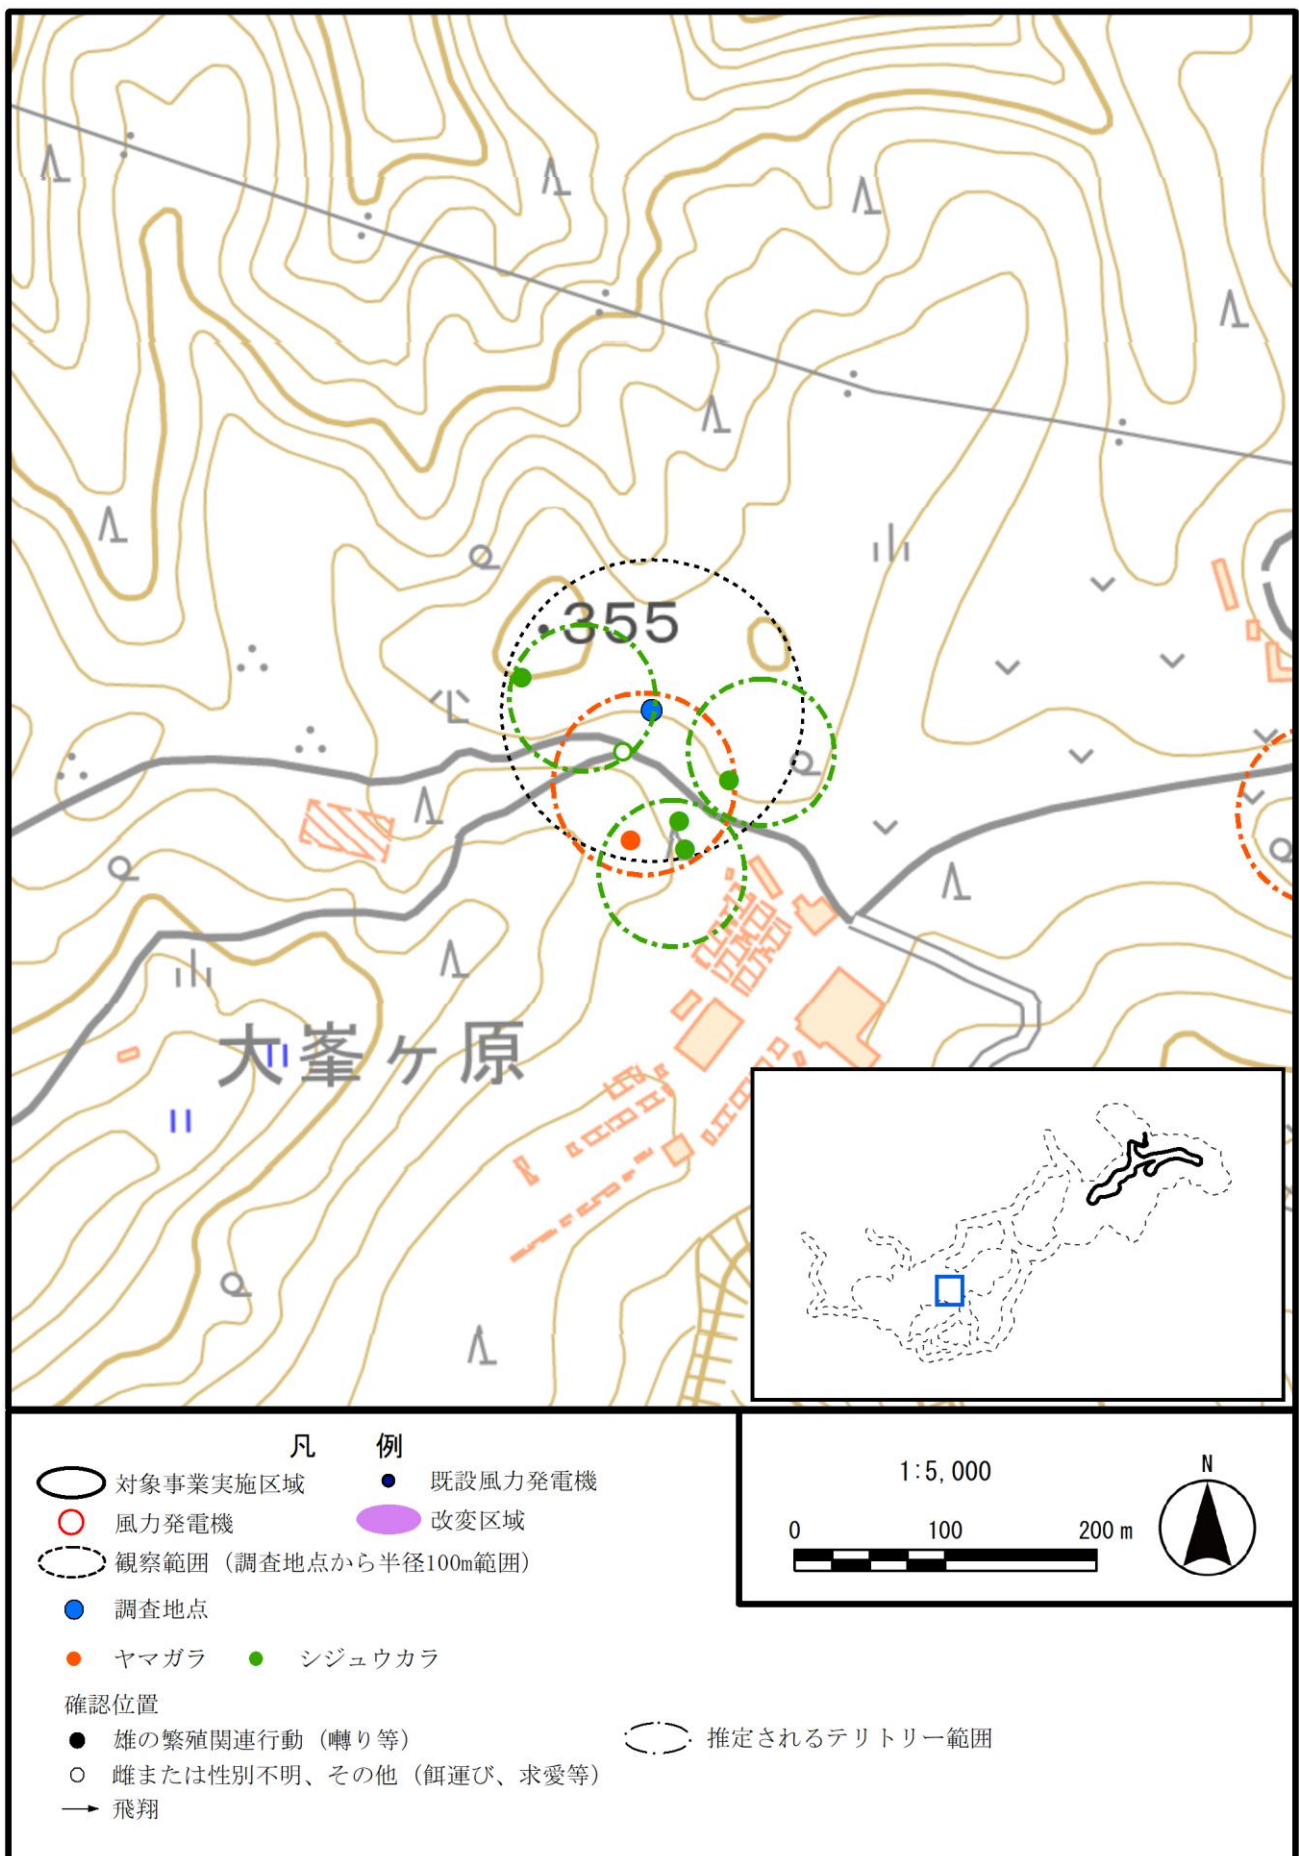 355
大峯ヶ原
凡 例
対象事業実施区域
既設風力発電機
風力発電機
改変区域
観察範囲（調査地点から半径100m範囲）
調査地点
ヤマガラ
シジュウカラ
確認位置
雄の繁殖関連行動（囀り等）
推定されるテリトリー範囲
雌または性別不明、その他（餌運び、求愛等）
飛翔
1:5,000
N
0 100 200 m